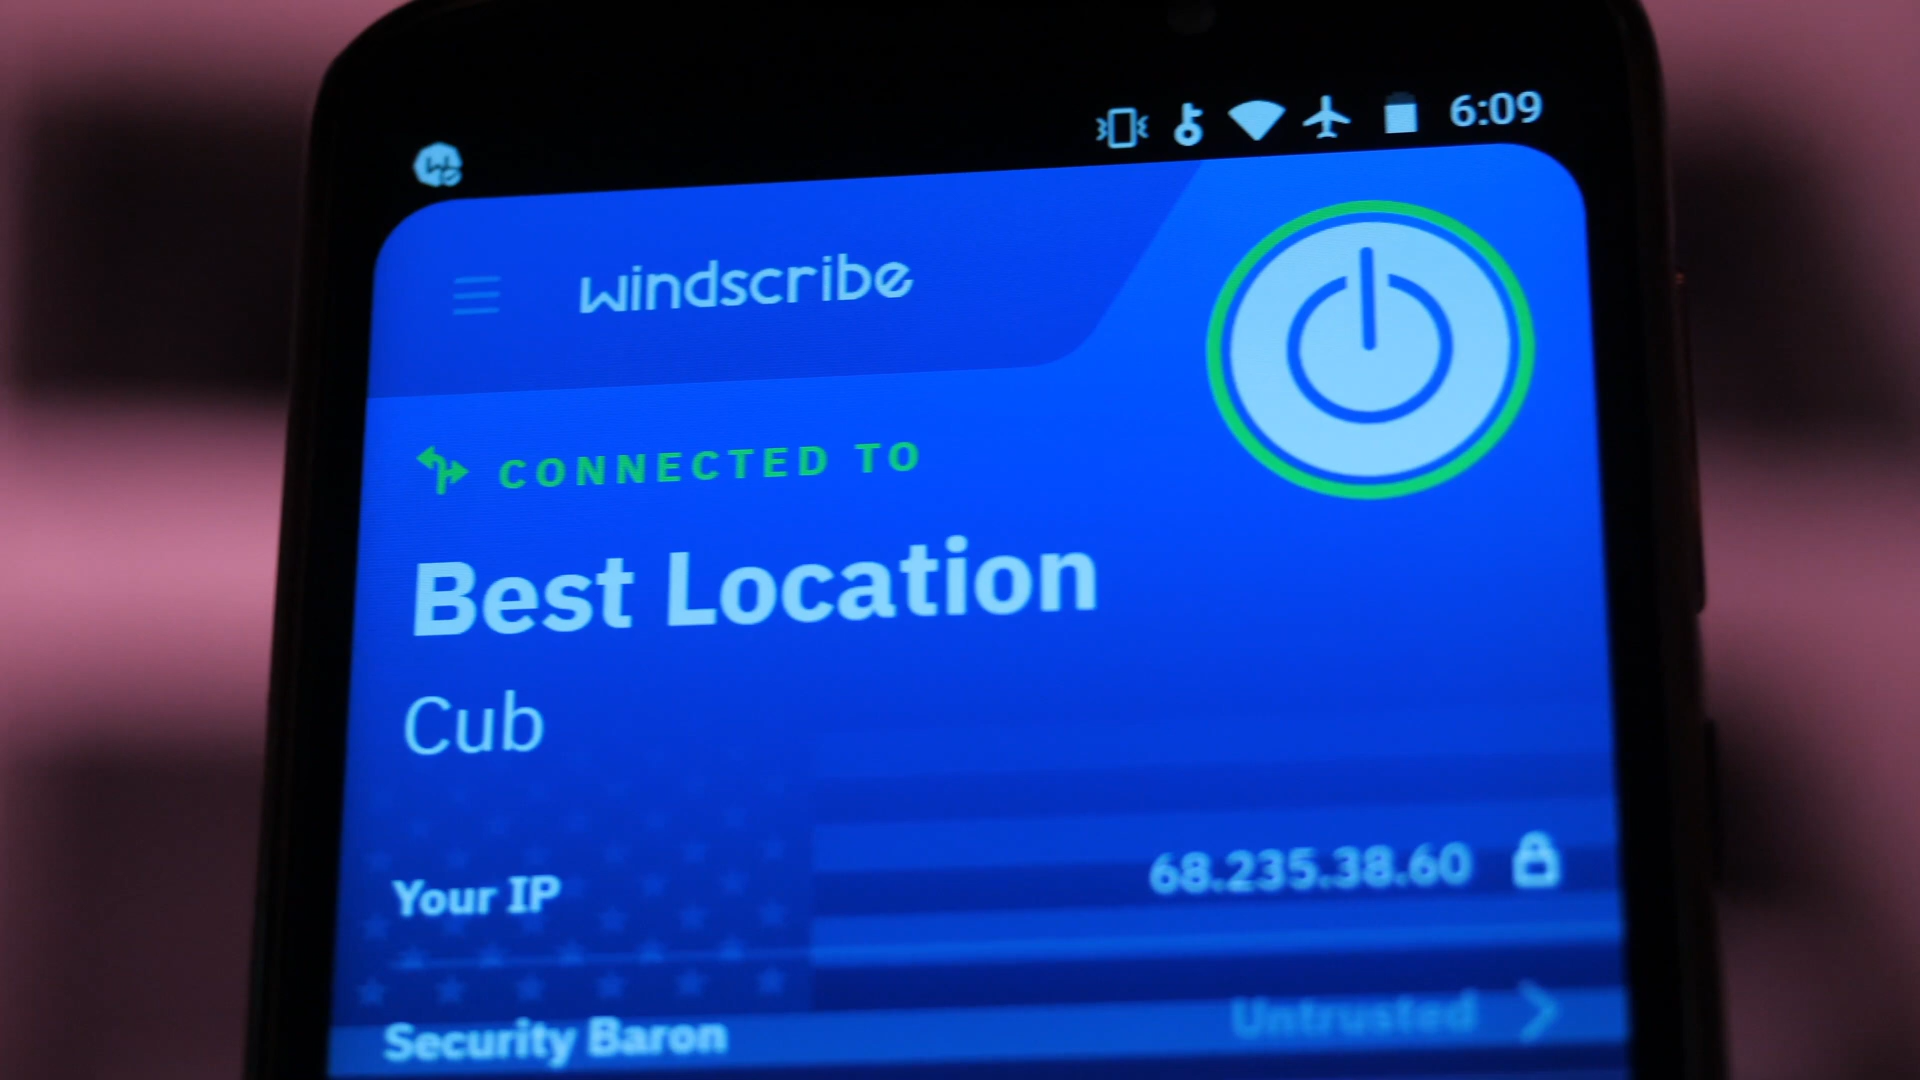 6:09
windscribe
CONNECTED TO
Best Location
Cub
Your IP 68.235.38.60
Security Baron Untrusted